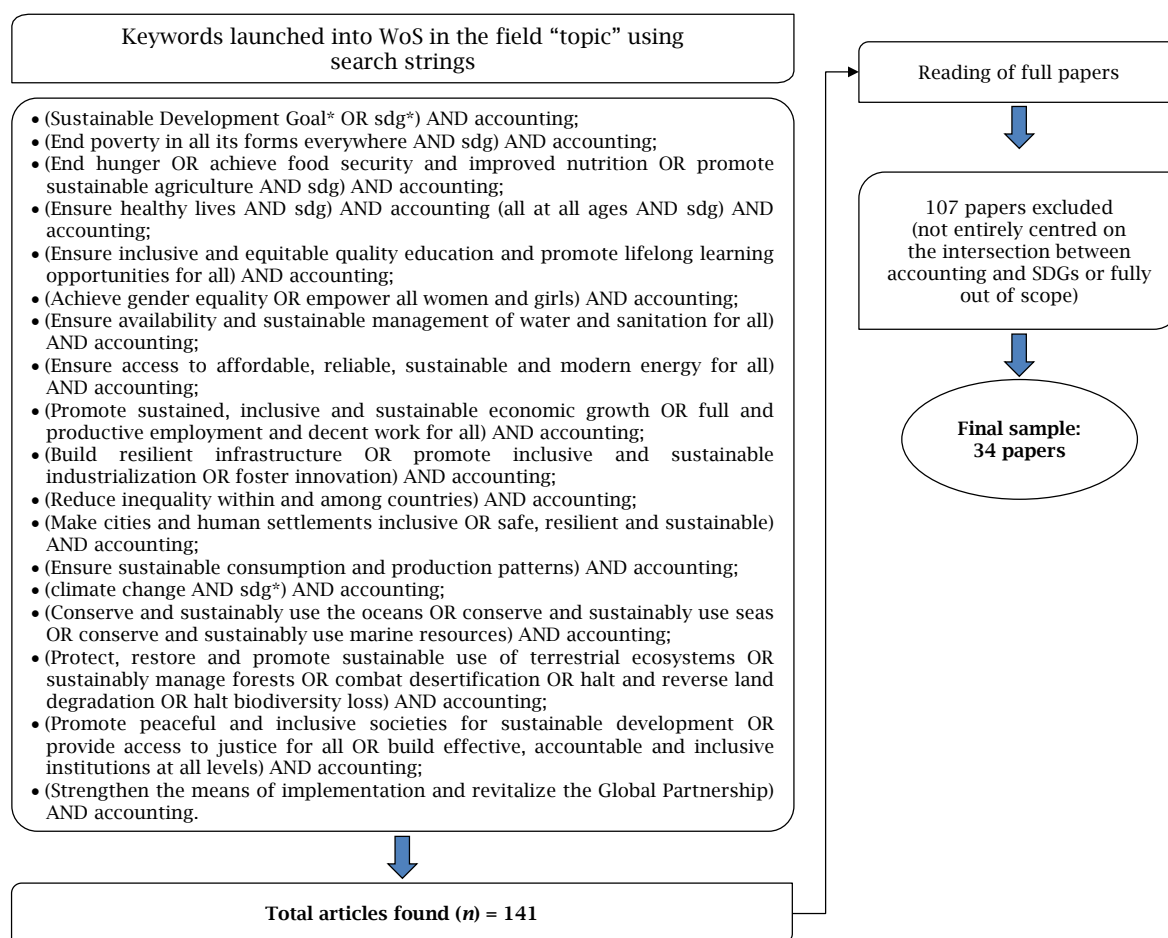 Keywords launched into WoS in the field “topic” using
search strings
• (Sustainable Development Goal* OR sdg*) AND accounting;
• (End poverty in all its forms everywhere AND sdg) AND accounting;
• (End hunger OR achieve food security and improved nutrition OR promote
sustainable agriculture AND sdg) AND accounting;
• (Ensure healthy lives AND sdg) AND accounting (all at all ages AND sdg) AND
accounting;
• (Ensure inclusive and equitable quality education and promote lifelong learning
opportunities for all) AND accounting;
• (Achieve gender equality OR empower all women and girls) AND accounting;
• (Ensure availability and sustainable management of water and sanitation for all)
AND accounting;
• (Ensure access to affordable, reliable, sustainable and modern energy for all)
AND accounting;
• (Promote sustained, inclusive and sustainable economic growth OR full and
productive employment and decent work for all) AND accounting;
• (Build resilient infrastructure OR promote inclusive and sustainable
industrialization OR foster innovation) AND accounting;
• (Reduce inequality within and among countries) AND accounting;
• (Make cities and human settlements inclusive OR safe, resilient and sustainable)
AND accounting;
• (Ensure sustainable consumption and production patterns) AND accounting;
• (climate change AND sdg*) AND accounting;
• (Conserve and sustainably use the oceans OR conserve and sustainably use seas
OR conserve and sustainably use marine resources) AND accounting;
• (Protect, restore and promote sustainable use of terrestrial ecosystems OR
sustainably manage forests OR combat desertification OR halt and reverse land
degradation OR halt biodiversity loss) AND accounting;
• (Promote peaceful and inclusive societies for sustainable development OR
provide access to justice for all OR build effective, accountable and inclusive
institutions at all levels) AND accounting;
• (Strengthen the means of implementation and revitalize the Global Partnership)
AND accounting.
Total articles found (n) = 141
Reading of full papers
107 papers excluded
(not entirely centred on
the intersection between
accounting and SDGs or fully
out of scope)
Final sample:
34 papers